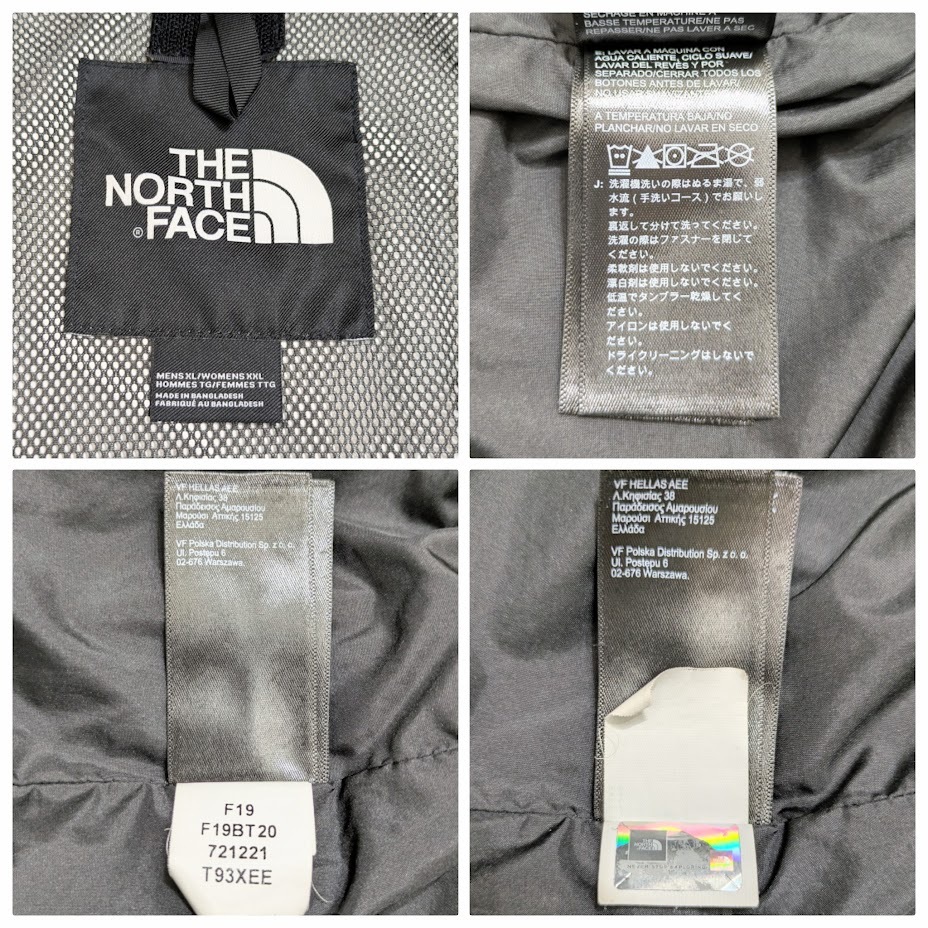 THE
NORTH
FACE
®
MENS XL/WOMENS XXL
HOMMES TG/FEMMES TTG
MADE IN BANGLADESH
FABRIQUÉ AU BANGLADESH
SÉCHAGE EN MACHINE À
BASSE TEMPERATURE/NE PAS
REPASSER/NE PAS LAVER A SEC
LAVAR A MAQUINA CON
AGUA CALIENTE, CICLO SUAVE/
LAVAR DEL REVÉS Y POR
SEPARADO/CERRAR TODOS LOS
BOTONES ANTES DE LAVAR/
A TEMPERATURA BAJA/NO
PLANCHAR/NO LAVAR EN SECO
J: 洗濯機洗いの際はぬるま湯で、弱
水流(手洗いコース)でお願いし
ます。
裏返して分けて洗ってください。
洗濯の際はファスナーを閉じて
ください。
柔軟剤は使用しないでください。
漂白剤は使用しないでください。
低温でタンブラー乾燥してく
ださい。
アイロンは使用しないでく
ださい。
ドライクリーニングはしないで
ください。
VF HELLAS AEE
Λ.Κηφισίας 38
Παράδεισος Αμαρουσίου
Μαρούσι Αττικής 15125
Ελλάδα
VF Polska Distribution Sp. z o. o.
Ul. Postępu 6
02-676 Warszawa.
F19
F19BT20
721221
T93XEE
VF HELLAS AEE
Λ.Κηφισίας 38
Παράδεισος Αμαρουσίου
Μαρούσι Αττικής 15125
Ελλάδα
VF Polska Distribution Sp. z o. o.
Ul. Postępu 6
02-676 Warszawa.
THE
NORTH
FACE
NEVER STOP EXPLORING